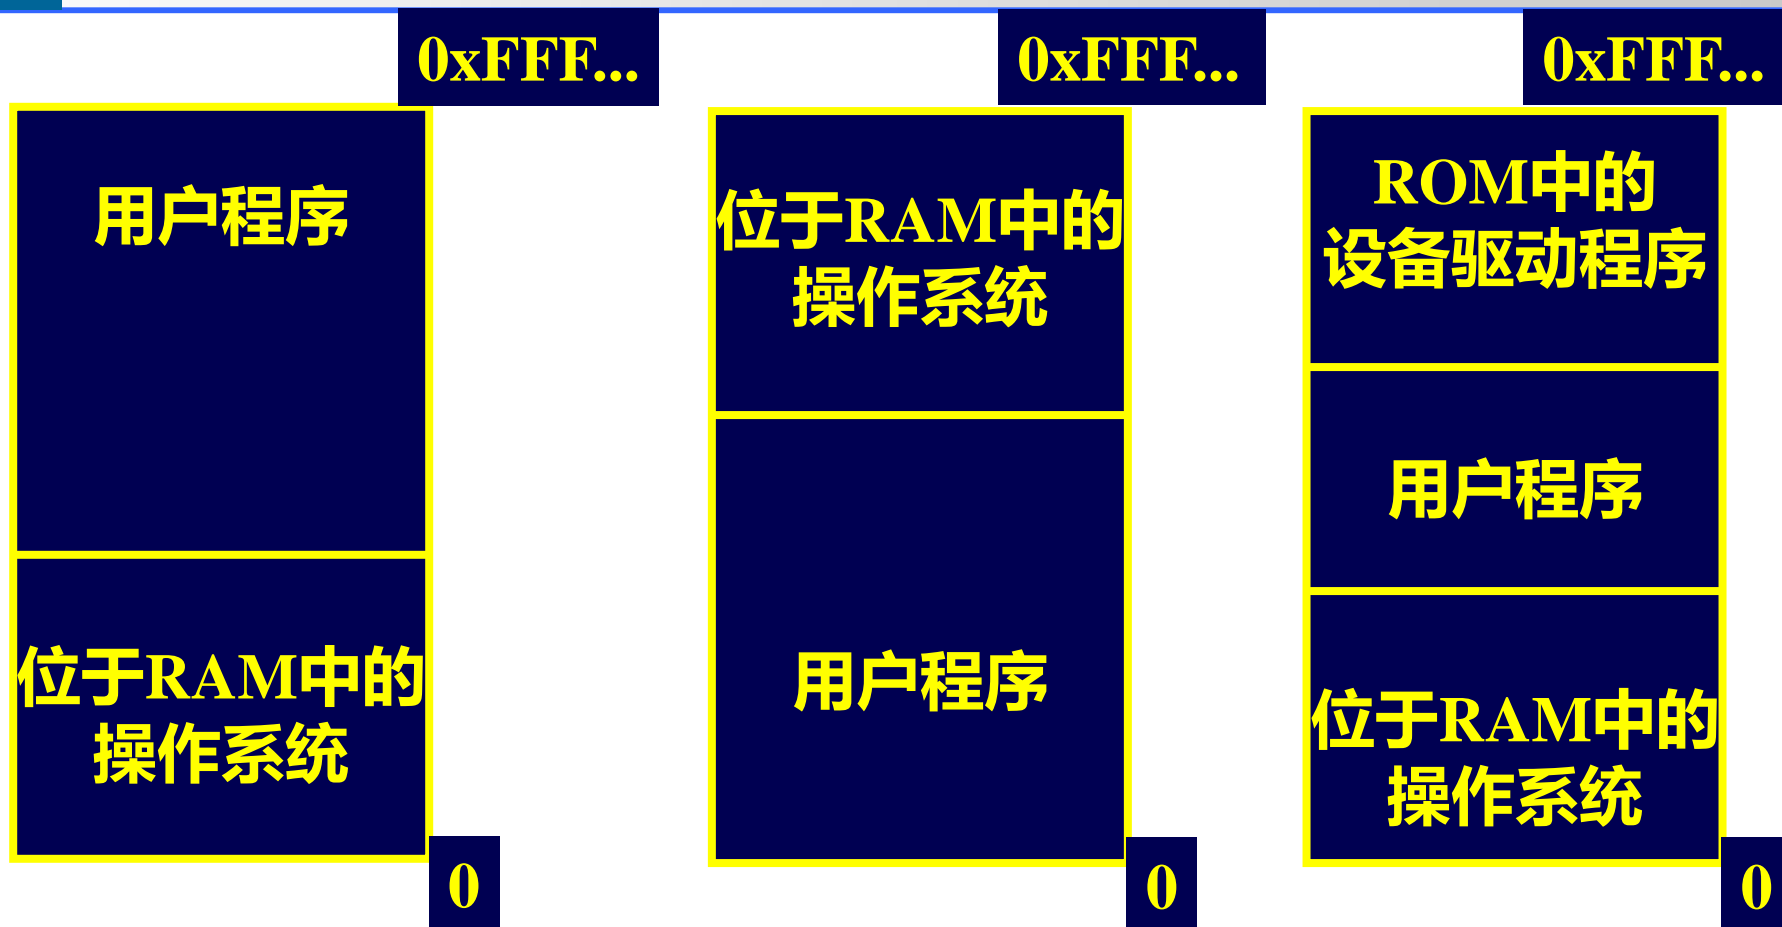 0xFFF...
用户程序
位于RAM中的
操作系统
0
0xFFF...
位于RAM中的
操作系统
用户程序
0
0xFFF...
ROM中的
设备驱动程序
用户程序
位于RAM中的
操作系统
0